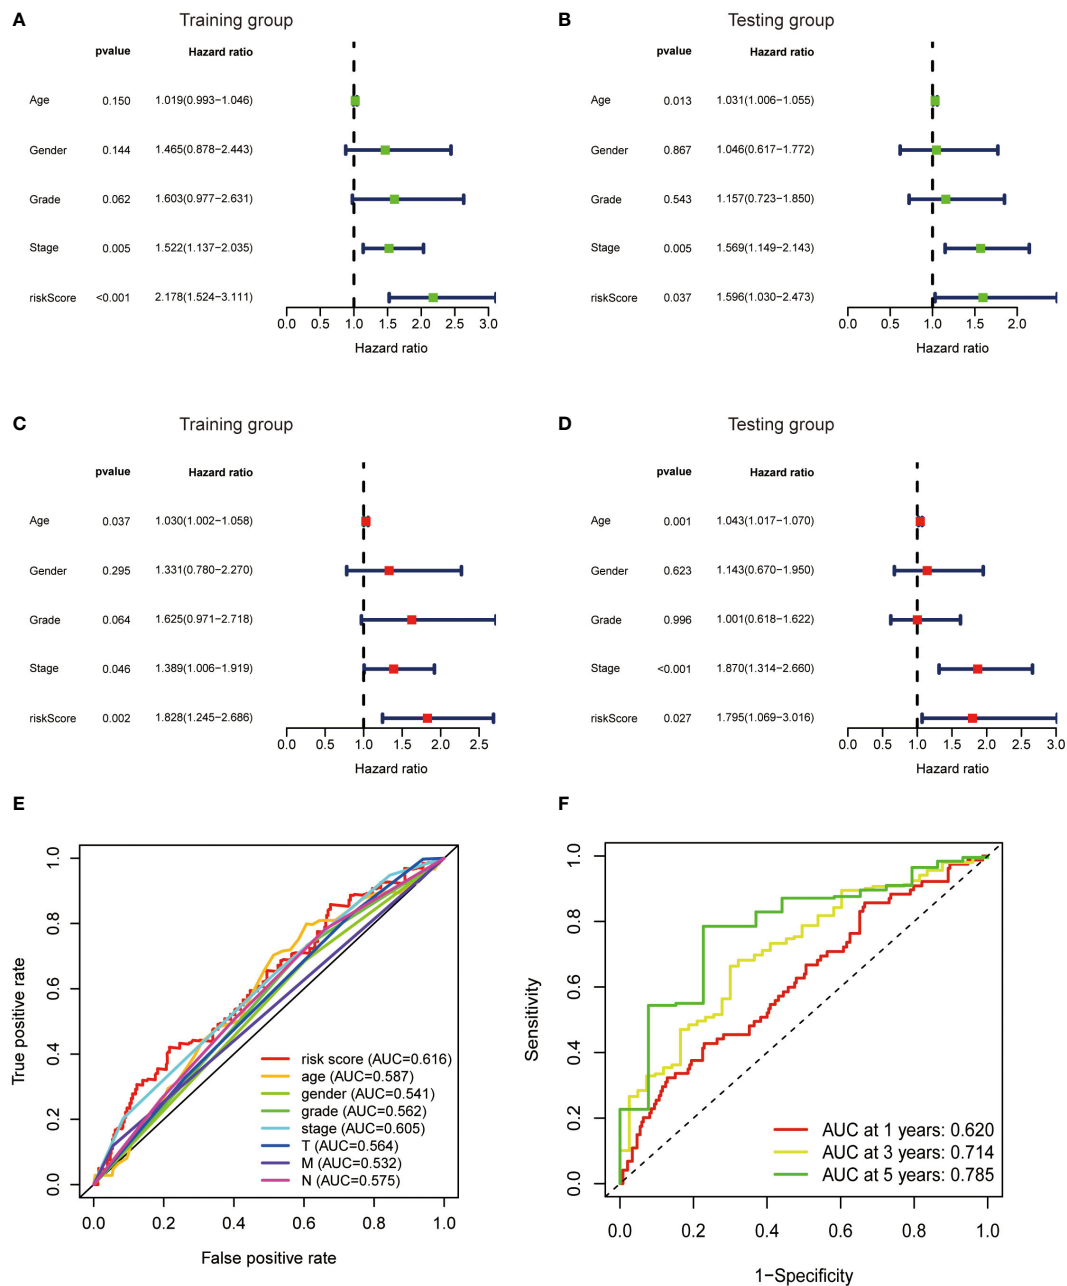 A
Training group
pvalue Hazard ratio
Age 0.150 1.019(0.993−1.046)
Gender 0.144 1.465(0.878−2.443)
Grade 0.062 1.603(0.977−2.631)
Stage 0.005 1.522(1.137−2.035)
riskScore <0.001 2.178(1.524−3.111)
0.0 0.5 1.0 1.5 2.0 2.5 3.0
Hazard ratio
B
Testing group
pvalue Hazard ratio
Age 0.013 1.031(1.006−1.055)
Gender 0.867 1.046(0.617−1.772)
Grade 0.543 1.157(0.723−1.850)
Stage 0.005 1.569(1.149−2.143)
riskScore 0.037 1.596(1.030−2.473)
0.0 1.0 2.0
Hazard ratio
C
Training group
pvalue Hazard ratio
Age 0.037 1.030(1.002−1.058)
Gender 0.295 1.331(0.780−2.270)
Grade 0.064 1.625(0.971−2.718)
Stage 0.046 1.389(1.006−1.919)
riskScore 0.002 1.828(1.245−2.686)
0.0 0.5 1.0 1.5 2.0 2.5
Hazard ratio
D
Testing group
pvalue Hazard ratio
Age 0.001 1.043(1.017−1.070)
Gender 0.623 1.143(0.670−1.950)
Grade 0.996 1.001(0.618−1.622)
Stage <0.001 1.870(1.314−2.660)
riskScore 0.027 1.795(1.069−3.016)
0.0 0.5 1.0 1.5 2.0 2.5 3.0
Hazard ratio
E
True positive rate
1.0
0.8
0.6
0.4
0.2
0.0
risk score (AUC=0.616)
age (AUC=0.587)
gender (AUC=0.541)
grade (AUC=0.562)
stage (AUC=0.605)
T (AUC=0.564)
M (AUC=0.532)
N (AUC=0.575)
0.0 0.2 0.4 0.6 0.8 1.0
False positive rate
F
Sensitivity
1.0
0.8
0.6
0.4
0.2
0.0
AUC at 1 years: 0.620
AUC at 3 years: 0.714
AUC at 5 years: 0.785
0.0 0.2 0.4 0.6 0.8 1.0
1−Specificity